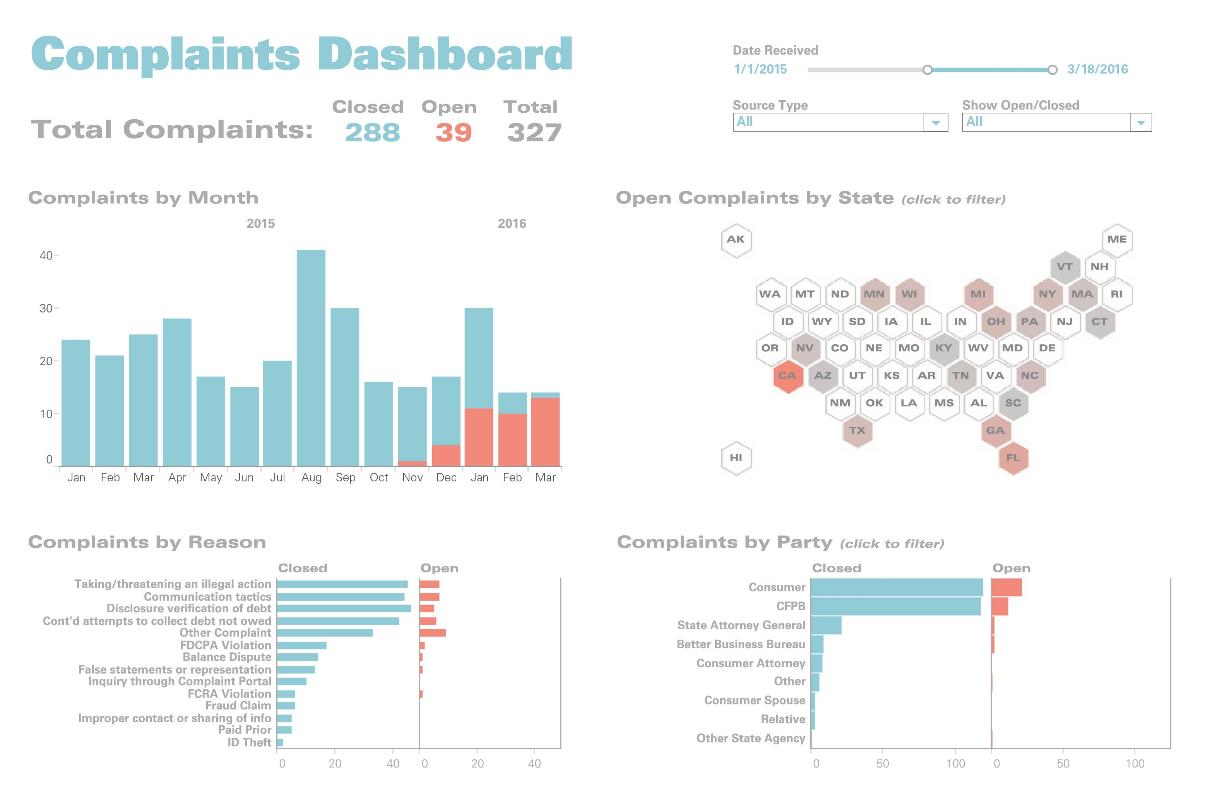 Complaints Dashboard
Closed Open Total
Total Complaints: 288 39 327
Date Received
1/1/2015 3/18/2016
Source Type Show Open/Closed
All All
Complaints by Month
2015 2016
40
30
20
10
0
Jan Feb Mar Apr May Jun Jul Aug Sep Oct Nov Dec Jan Feb Mar
Open Complaints by State (click to filter)
AK ME
VT NH
WA MT ND MN WI MI NY MA RI
ID WY SD IA IL IN OH PA NJ CT
OR NV CO NE MO KY WV MD DE
CA AZ UT KS AR TN VA NC
NM OK LA MS AL SC
TX GA
HI FL
Complaints by Reason
Closed Open
Taking/threatening an illegal action
Communication tactics
Disclosure verification of debt
Cont'd attempts to collect debt not owed
Other Complaint
FDCPA Violation
Balance Dispute
False statements or representation
Inquiry through Complaint Portal
FCRA Violation
Fraud Claim
Improper contact or sharing of info
Paid Prior
ID Theft
0 20 40 0 20 40
Complaints by Party (click to filter)
Closed Open
Consumer
CFPB
State Attorney General
Better Business Bureau
Consumer Attorney
Other
Consumer Spouse
Relative
Other State Agency
0 50 100 0 50 100